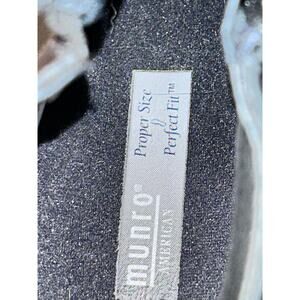 Proper Size
&
Perfect Fit™
munro®
AMERICAN